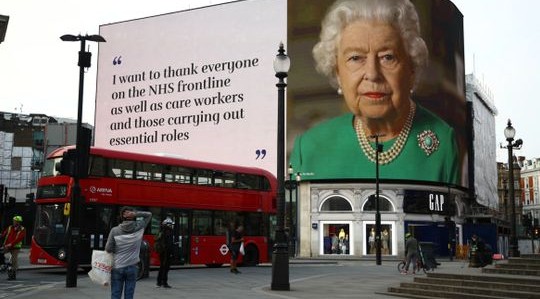 “
I want to thank everyone
on the NHS frontline
as well as care workers
and those carrying out
essential roles
”
GAP
ARRIVA